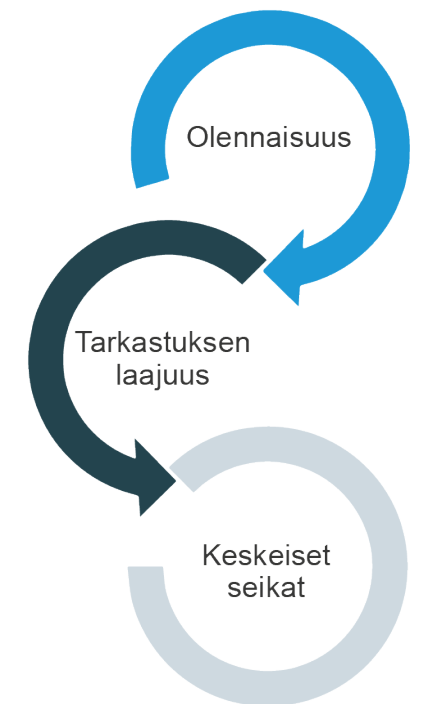 Olennaisuus
Tarkastuksen
laajuus
Keskeiset
seikat